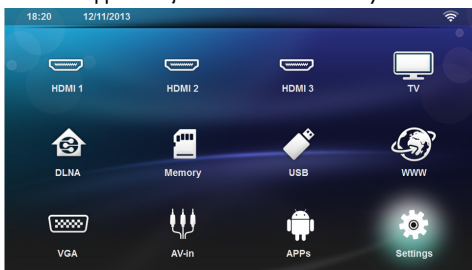 18:20 12/11/2013
HDMI 1 HDMI 2 HDMI 3 TV
DLNA Memory USB WWW
VGA AV-in APPs Settings